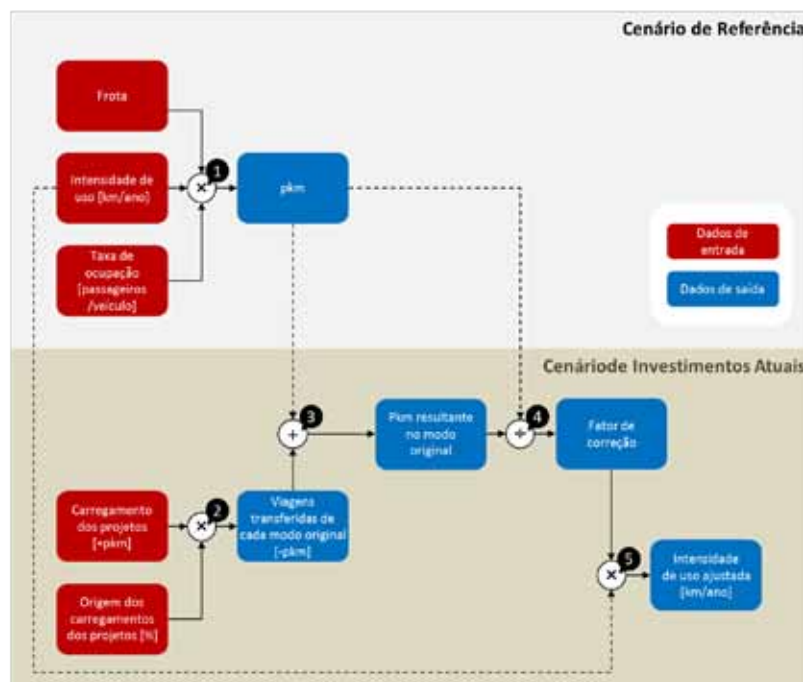 Cenário de Referência
Frota
Intensidade de
uso [km/ano]
Taxa de
ocupação
[passageiros
/veículo]
1
×
pkm
Dados de
entrada
Dados de saída
Cenáriode Investimentos Atuais
3
+
Pkm resultante
no modo
original
4
÷
Fator de
correção
Carregamento
dos projetos
[+pkm]
2
×
Viagens
transferidas de
cada modo original
[-pkm]
Origem dos
carregamentos
dos projetos [%]
5
×
Intensidade
de uso ajustada
[km/ano]